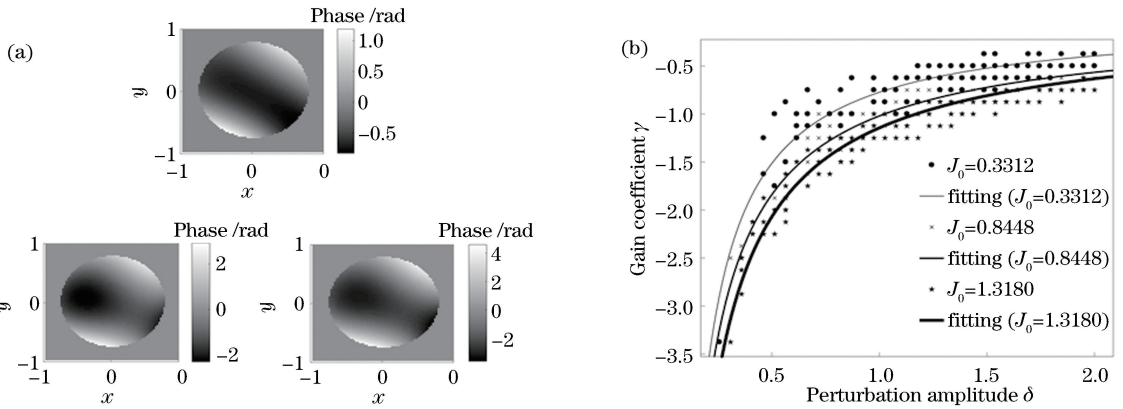 (a)
Phase /rad
1
0
−1
y
−1
0
0
x
1.0
0.5
0
−0.5
Phase /rad
1
0
−1
y
−1
0
0
x
2
0
−2
Phase /rad
1
0
−1
y
−1
0
0
x
4
2
0
−2
(b)
Gain coefficient γ
−0.5
−1.0
−1.5
−2.0
−2.5
−3.0
−3.5
J0=0.3312
fitting (J0=0.3312)
J0=0.8448
fitting (J0=0.8448)
J0=1.3180
fitting (J0=1.3180)
0.5
1.0
1.5
2.0
Perturbation amplitude δ